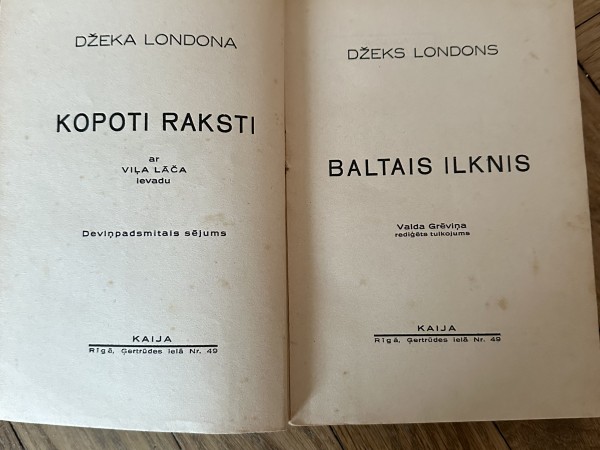 DŽEKA LONDONA
KOPOTI RAKSTI
ar
VIĻA LĀČA
ievadu
Deviņpadsmitais sējums
KAIJA
Rīgā, Ģertrūdes ielā Nr. 49
DŽEKS LONDONS
BALTAIS ILKNIS
Valda Grēviņa
rediģēts tulkojums
KAIJA
Rīgā, Ģertrūdes ielā Nr. 49